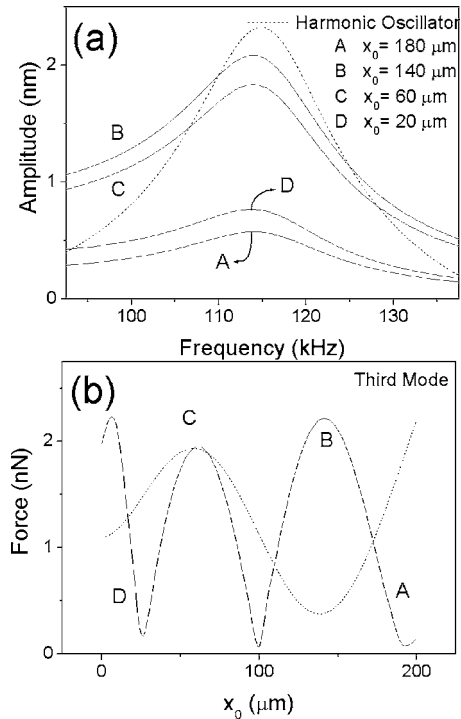 (a)
Harmonic Oscillator
A x0= 180 μm
B x0= 140 μm
C x0= 60 μm
D x0= 20 μm
B
C
D
A
2
1
0
Amplitude (nm)
100 110 120 130
Frequency (kHz)
(b)
Third Mode
C
B
D
A
3
2
1
0
Force (nN)
0 100 200
x0 (μm)